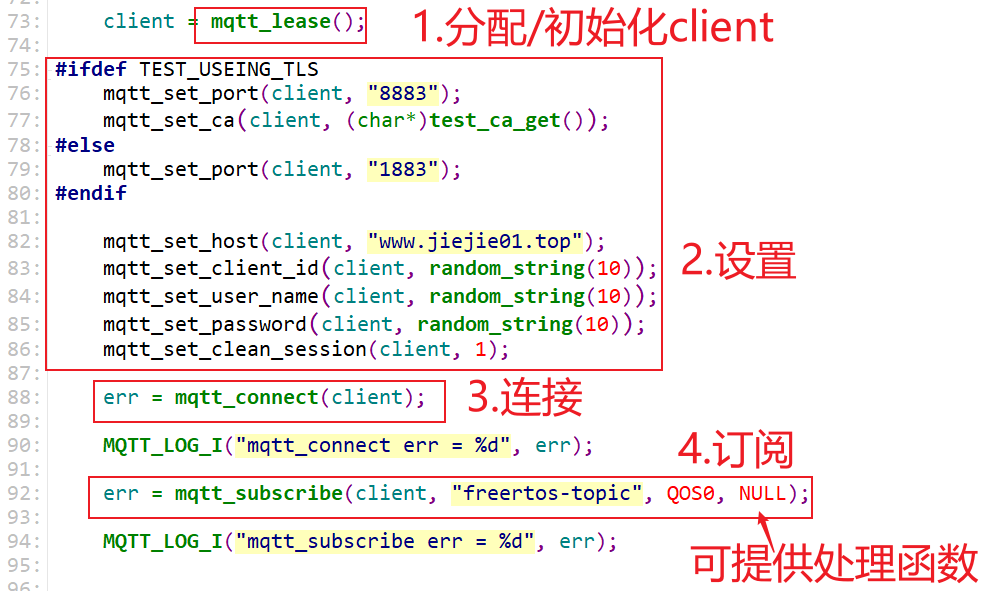 72:
73: client = mqtt_lease(); 1.分配/初始化client
74:
75: #ifdef TEST_USEING_TLS
76: mqtt_set_port(client, "8883");
77: mqtt_set_ca(client, (char*)test_ca_get());
78: #else
79: mqtt_set_port(client, "1883");
80: #endif
81:
82: mqtt_set_host(client, "www.jiejie01.top"); 2.设置
83: mqtt_set_client_id(client, random_string(10));
84: mqtt_set_user_name(client, random_string(10));
85: mqtt_set_password(client, random_string(10));
86: mqtt_set_clean_session(client, 1);
87:
88: err = mqtt_connect(client); 3.连接
89:
90: MQTT_LOG_I("mqtt_connect err = %d", err); 4.订阅
91:
92: err = mqtt_subscribe(client, "freertos-topic", QOS0, NULL);
93:
94: MQTT_LOG_I("mqtt_subscribe err = %d", err);
95: 可提供处理函数
96: